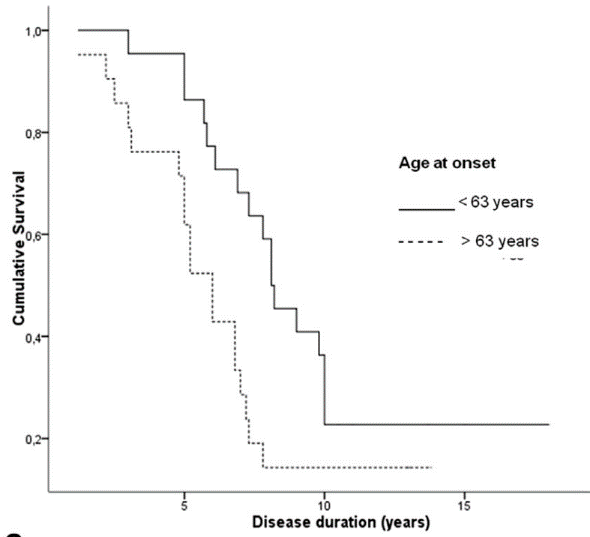 1,0
0,8
0,6
0,4
0,2
Cumulative Survival
Age at onset
< 63 years
> 63 years
5
10
15
Disease duration (years)